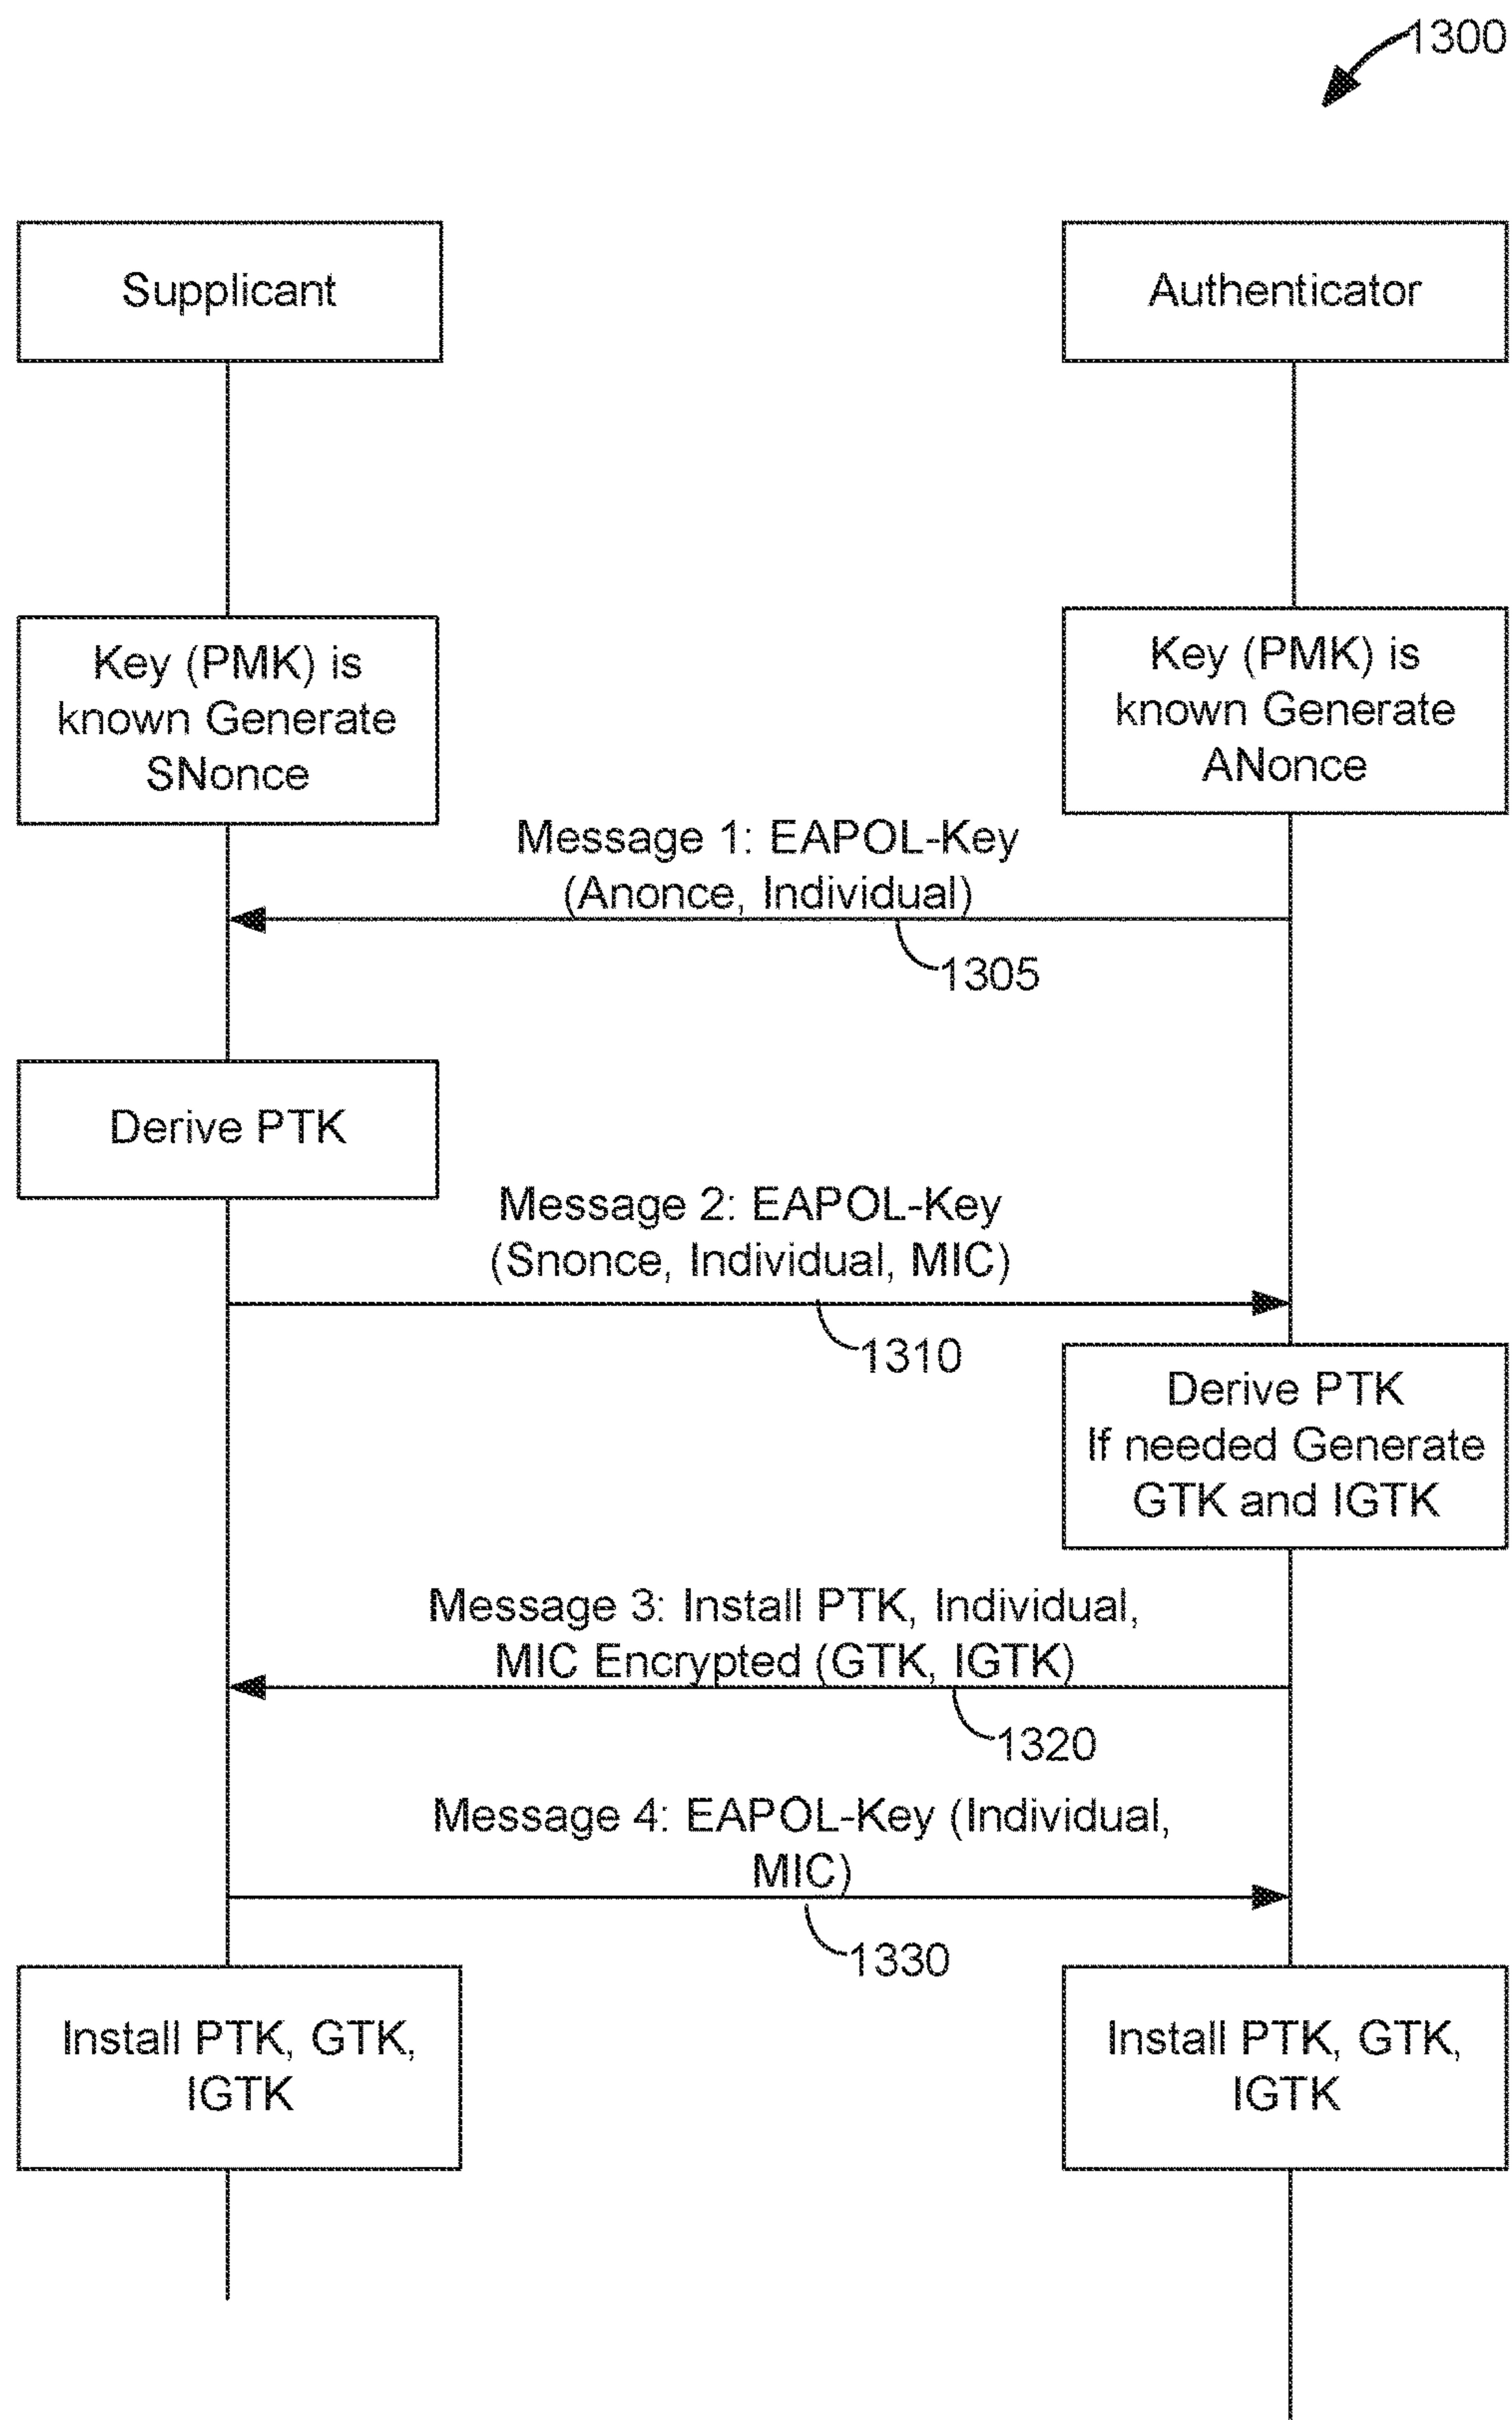 1300
Supplicant
Authenticator
Key (PMK) is
known Generate
SNonce
Key (PMK) is
known Generate
ANonce
Message 1: EAPOL-Key
(Anonce, Individual)
1305
Derive PTK
Message 2: EAPOL-Key
(Snonce, Individual, MIC)
1310
Derive PTK
If needed Generate
GTK and IGTK
Message 3: Install PTK, Individual,
MIC Encrypted (GTK, IGTK)
1320
Message 4: EAPOL-Key (Individual,
MIC)
1330
Install PTK, GTK,
IGTK
Install PTK, GTK,
IGTK